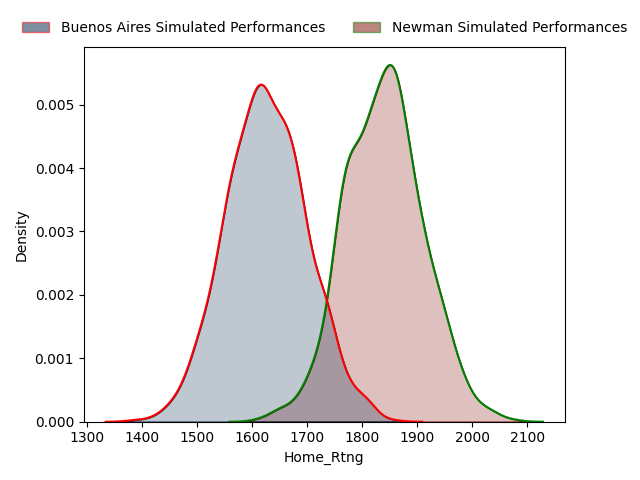 Buenos Aires Simulated Performances
Newman Simulated Performances
0.005
0.004
0.003
0.002
0.001
0.000
Density
1300 1400 1500 1600 1700 1800 1900 2000 2100
Home_Rtng